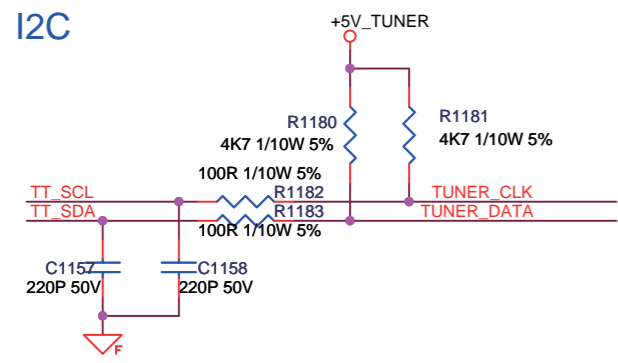 I2C
+5V_TUNER
R1180
4K7 1/10W 5%
R1181
4K7 1/10W 5%
100R 1/10W 5%
TT_SCL
R1182
TUNER_CLK
TT_SDA
R1183
TUNER_DATA
100R 1/10W 5%
C1157
220P 50V
C1158
220P 50V
F